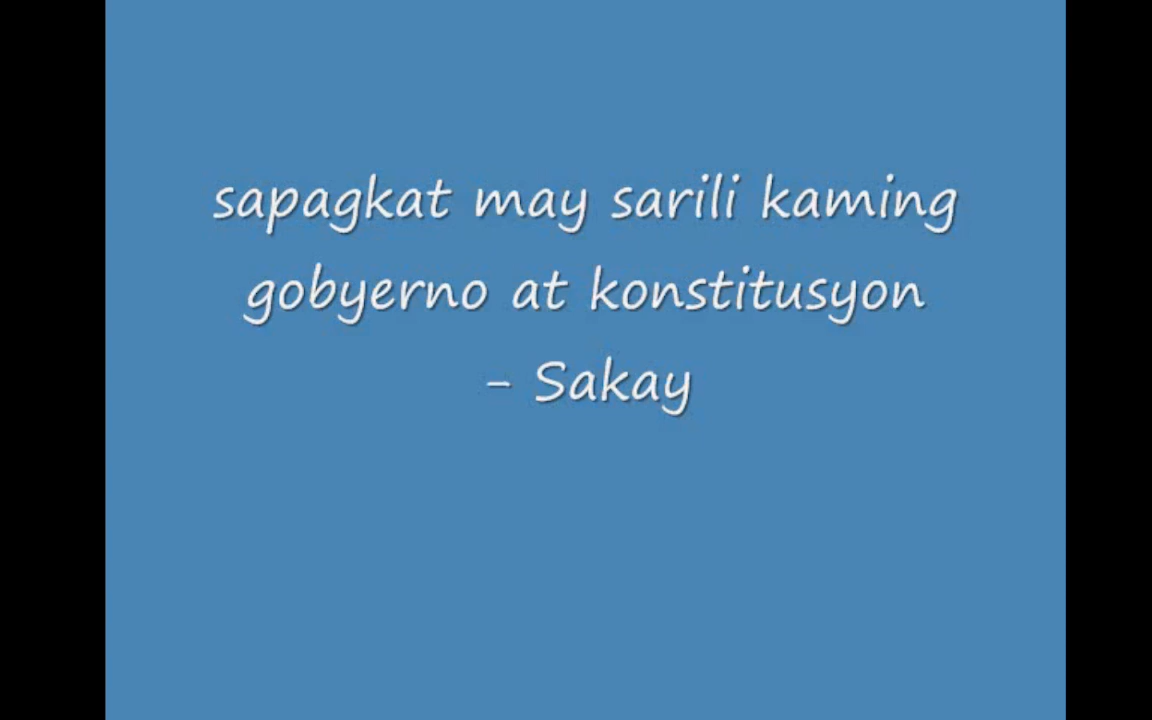 sapagkat may sarili kaming
gobyerno at konstitusyon
- Sakay